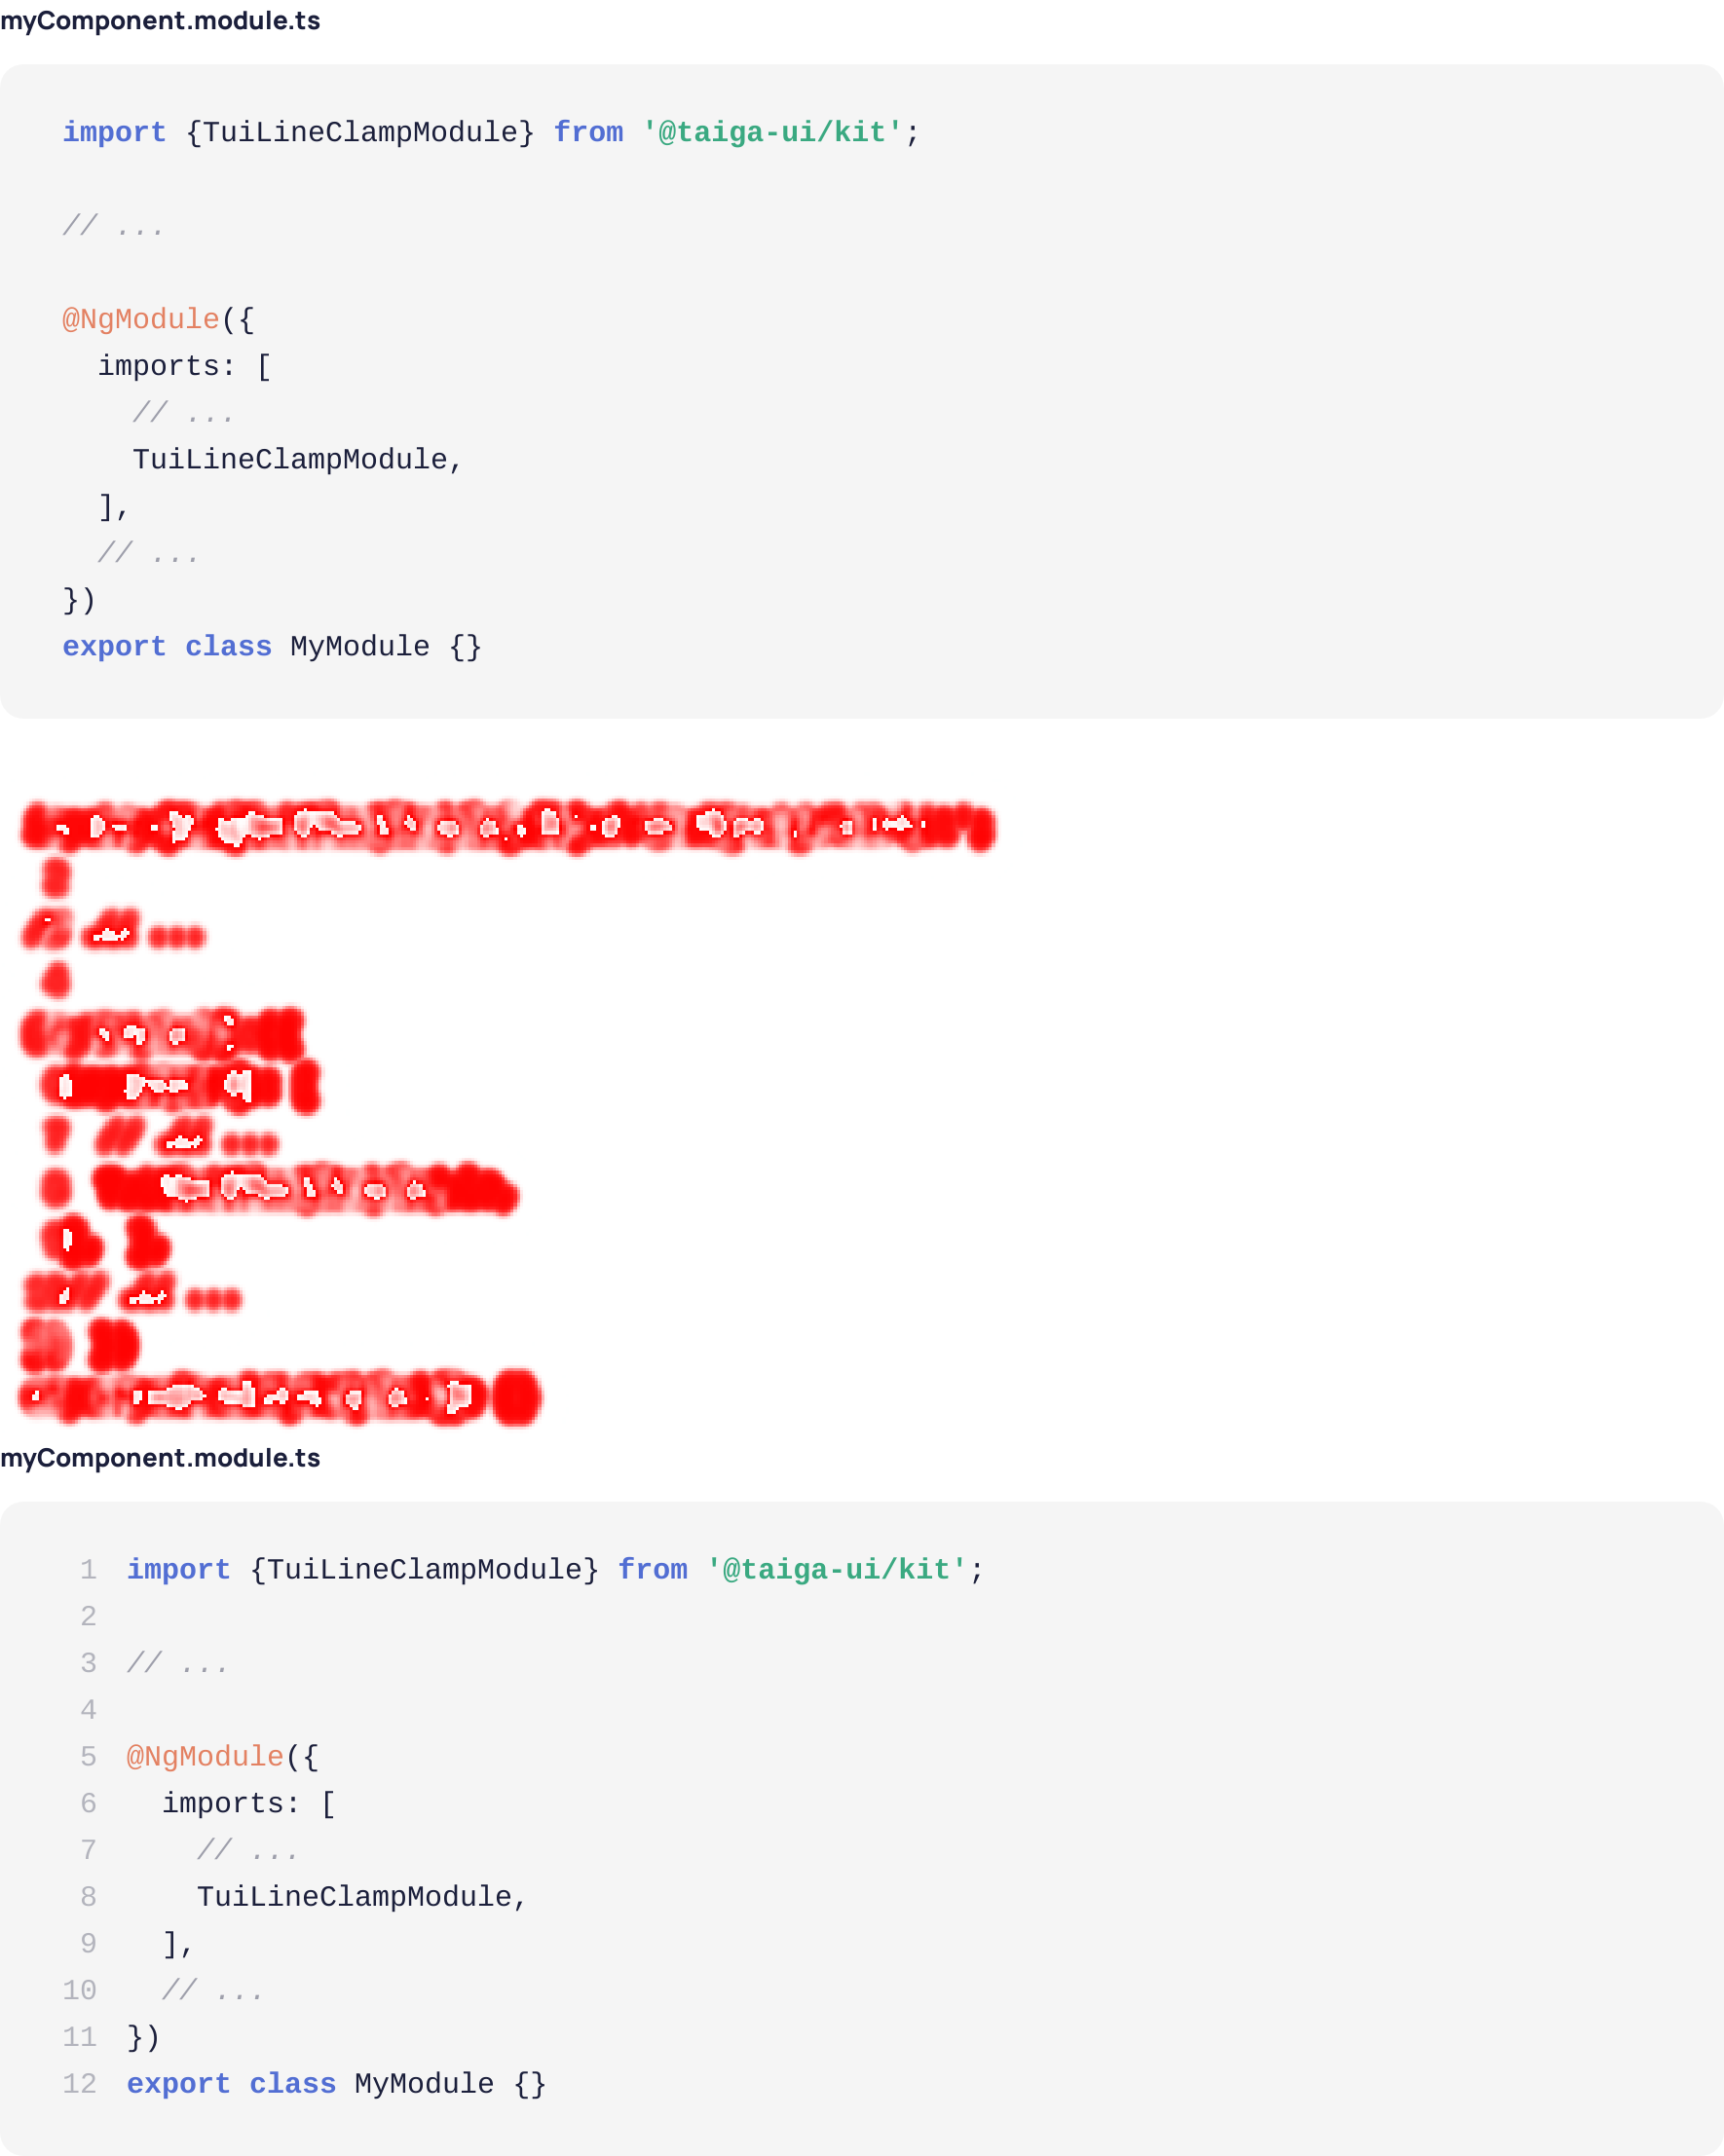 myComponent.module.ts
import {TuiLineClampModule} from '@taiga-ui/kit';
// ...
@NgModule({
  imports: [
    // ...
    TuiLineClampModule,
  ],
  // ...
})
export class MyModule {}
myComponent.module.ts
1 import {TuiLineClampModule} from '@taiga-ui/kit';
2
3 // ...
4
5 @NgModule({
6   imports: [
7     // ...
8     TuiLineClampModule,
9   ],
10   // ...
11 })
12 export class MyModule {}